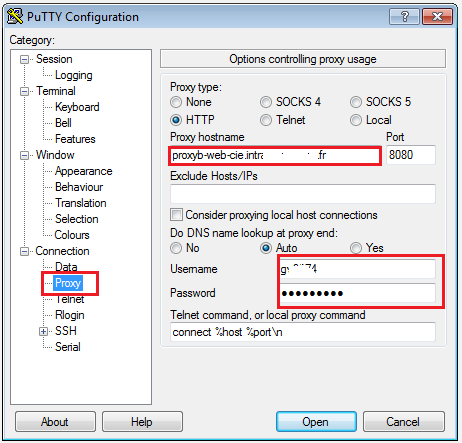 PuTTY Configuration
Category:
Session
Logging
Terminal
Keyboard
Bell
Features
Window
Appearance
Behaviour
Translation
Selection
Colours
Connection
Data
Proxy
Telnet
Rlogin
SSH
Serial
Options controlling proxy usage
Proxy type:
None SOCKS 4 SOCKS 5
HTTP Telnet Local
Proxy hostname Port
proxyb-web-cie.intra .fr 8080
Exclude Hosts/IPs
Consider proxying local host connections
Do DNS name lookup at proxy end:
No Auto Yes
Username
Password ●●●●●●●●●
Telnet command, or local proxy command
connect %host %port\n
About Help Open Cancel